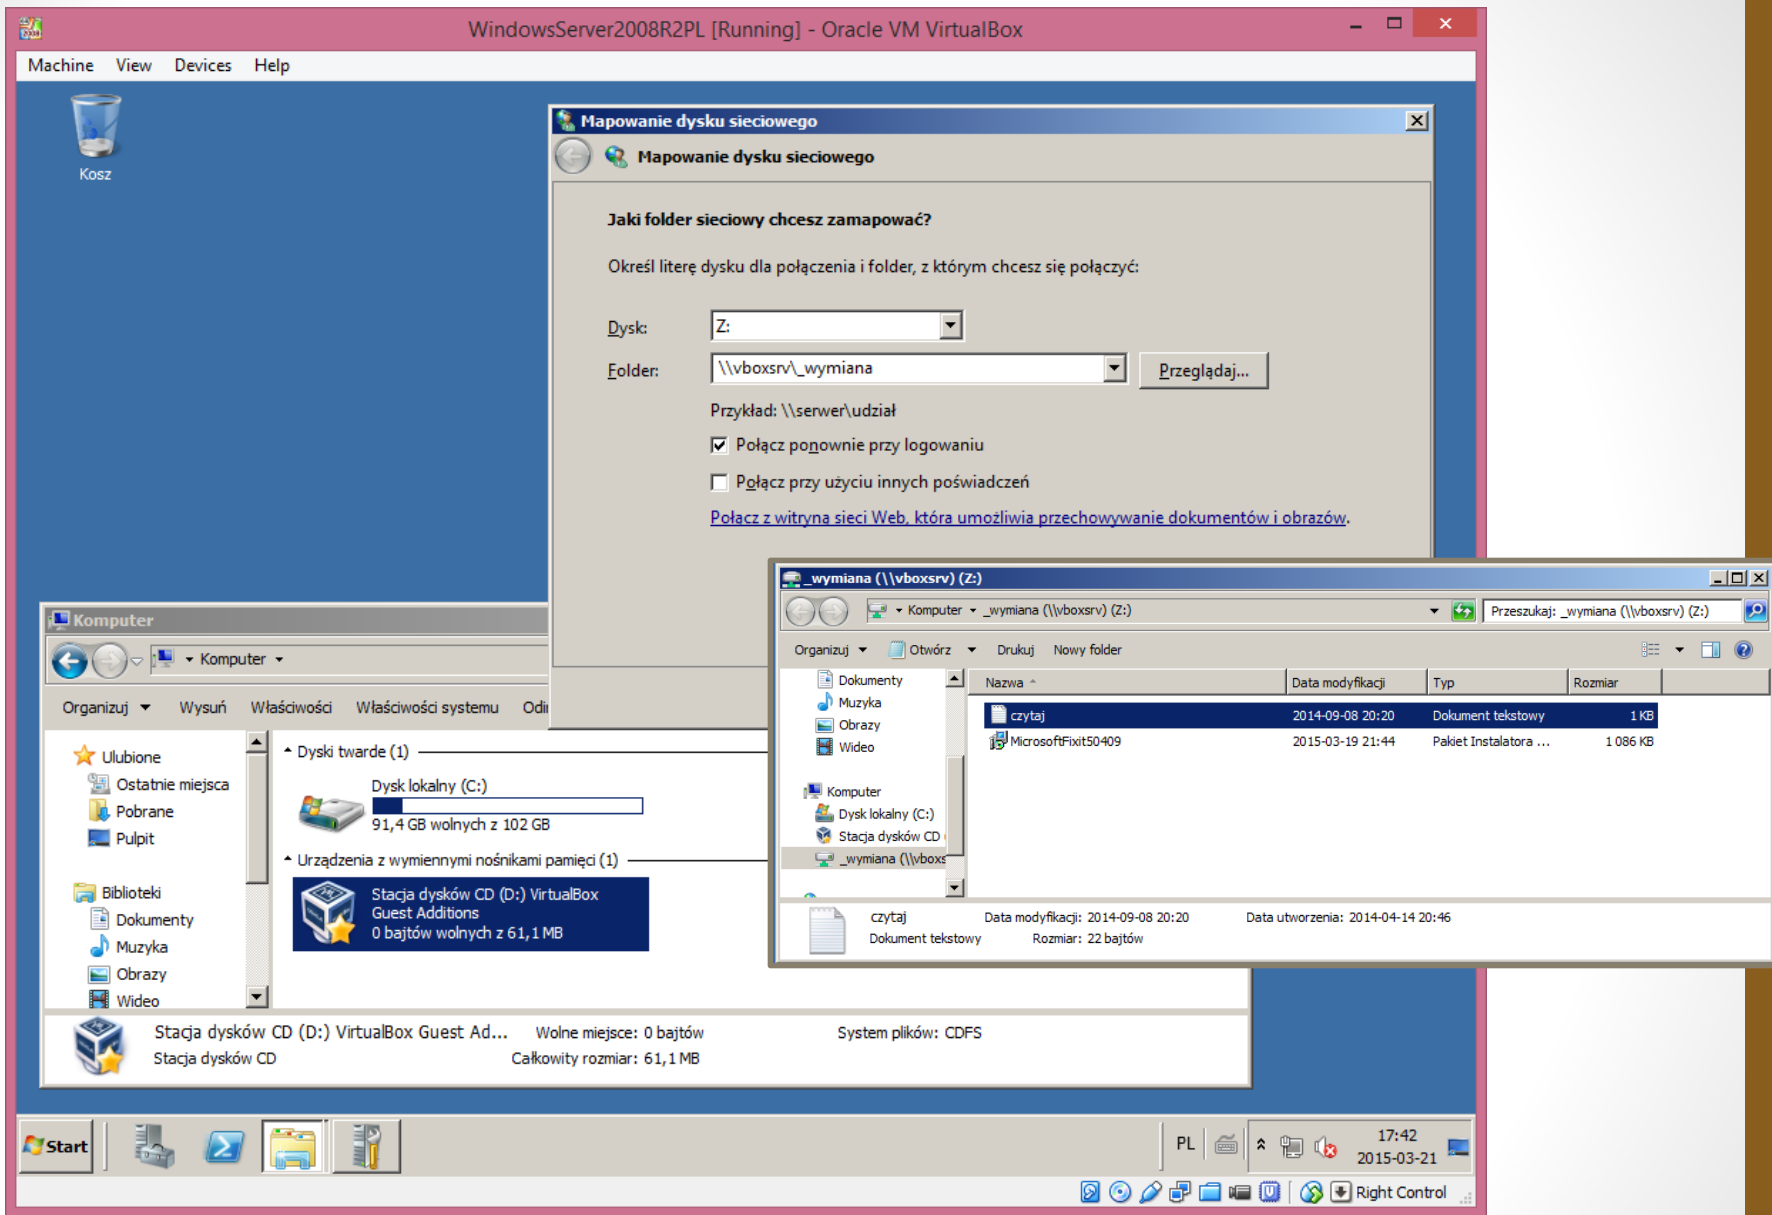 WindowsServer2008R2PL [Running] - Oracle VM VirtualBox
Machine View Devices Help
Kosz
Mapowanie dysku sieciowego
Mapowanie dysku sieciowego
Jaki folder sieciowy chcesz zamapować?
Określ literę dysku dla połączenia i folder, z którym chcesz się połączyć:
Dysk: Z:
Folder: \\vboxsrv\_wymiana Przeglądaj...
Przykład: \\serwer\udział
Połącz ponownie przy logowaniu
Połącz przy użyciu innych poświadczeń
Połącz z witryną sieci Web, która umożliwia przechowywanie dokumentów i obrazów.
Komputer
Komputer
Organizuj Wysuń Właściwości Właściwości systemu Odi
Ulubione
Ostatnie miejsca
Pobrane
Pulpit
Biblioteki
Dokumenty
Muzyka
Obrazy
Wideo
Dyski twarde (1)
Dysk lokalny (C:)
91,4 GB wolnych z 102 GB
Urządzenia z wymiennymi nośnikami pamięci (1)
Stacja dysków CD (D:) VirtualBox
Guest Additions
0 bajtów wolnych z 61,1 MB
Stacja dysków CD (D:) VirtualBox Guest Ad... Wolne miejsce: 0 bajtów System plików: CDFS
Stacja dysków CD Całkowity rozmiar: 61,1 MB
_wymiana (\\vboxsrv) (Z:)
Komputer _wymiana (\\vboxsrv) (Z:) Przeszukaj: _wymiana (\\vboxsrv) (Z:)
Organizuj Otwórz Drukuj Nowy folder
Dokumenty
Muzyka
Obrazy
Wideo
Komputer
Dysk lokalny (C:)
Stacja dysków CD
_wymiana (\\vboxs
Nazwa Data modyfikacji Typ Rozmiar
czytaj 2014-09-08 20:20 Dokument tekstowy 1 KB
MicrosoftFixit50409 2015-03-19 21:44 Pakiet Instalatora ... 1 086 KB
czytaj Data modyfikacji: 2014-09-08 20:20 Data utworzenia: 2014-04-14 20:46
Dokument tekstowy Rozmiar: 22 bajtów
Start PL 17:42
2015-03-21
Right Control